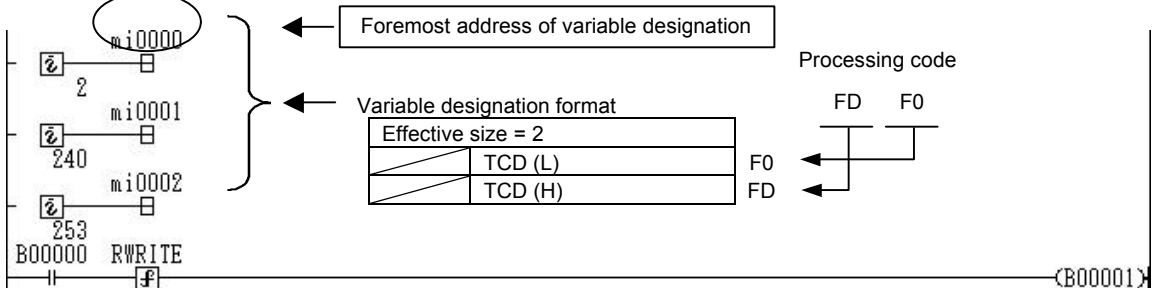 Foremost address of variable designation
mi0000
2
mi0001
240
mi0002
253
Processing code
FD F0
Variable designation format
Effective size = 2
TCD (L) F0
TCD (H) FD
B00000 RWRITE
f
(B00001)